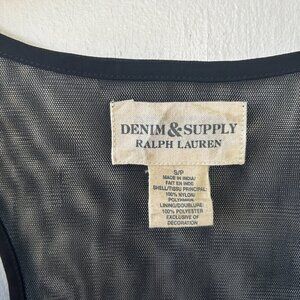 DENIM & SUPPLY
RALPH LAUREN
S/P
MADE IN INDIA/
FAIT EN INDE
SHELL/TISSU PRINCIPAL:
100% NYLON/
POLYAMIDE
LINING/DOUBLURE:
100% POLYESTER
EXCLUSIVE OF
DECORATION